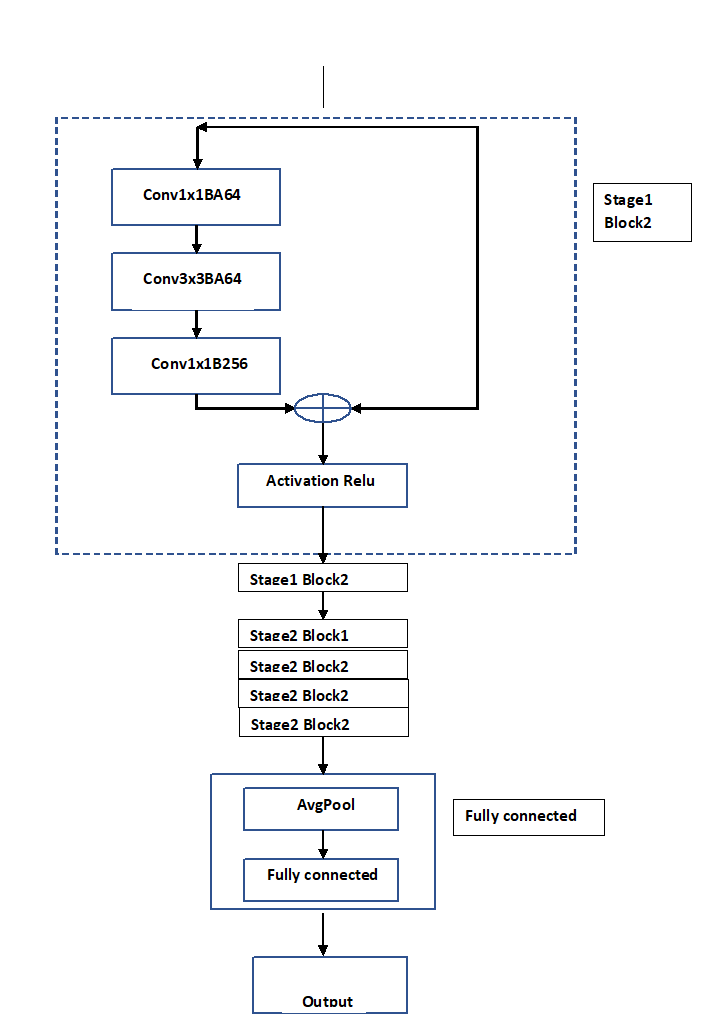 Conv1x1BA64
Stage1
Block2
Conv3x3BA64
Conv1x1B256
Activation Relu
Stage1 Block2
Stage2 Block1
Stage2 Block2
Stage2 Block2
Stage2 Block2
AvgPool
Fully connected
Fully connected
Output